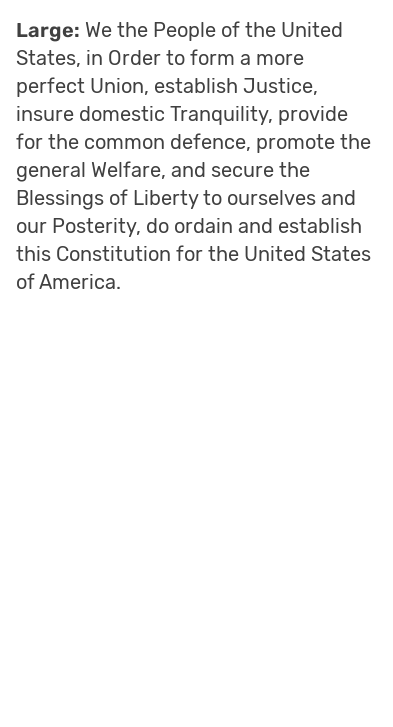 Large: We the People of the United
States, in Order to form a more
perfect Union, establish Justice,
insure domestic Tranquility, provide
for the common defence, promote the
general Welfare, and secure the
Blessings of Liberty to ourselves and
our Posterity, do ordain and establish
this Constitution for the United States
of America.